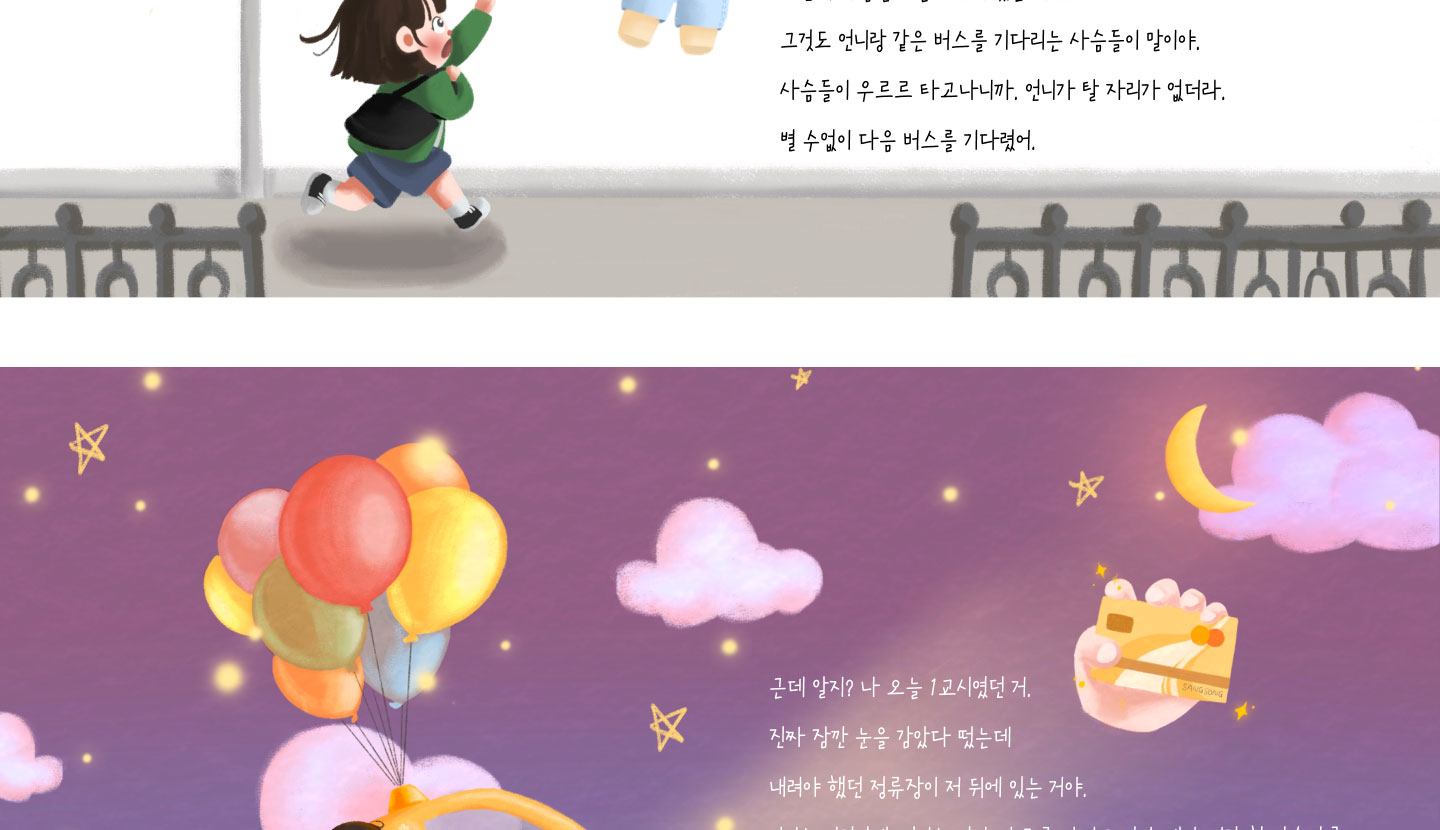 그것도 언니랑 같은 버스를 기다리는 사슴들이 말이야.
사슴들이 우르르 타고나니까. 언니가 탈 자리가 없더라.
별 수없이 다음 버스를 기다렸어.
SANGSONG
근데 알지? 나 오늘 1교시였던 거.
진짜 잠깐 눈을 감았다 떴는데
내려야 했던 정류장이 저 뒤에 있는 거야.